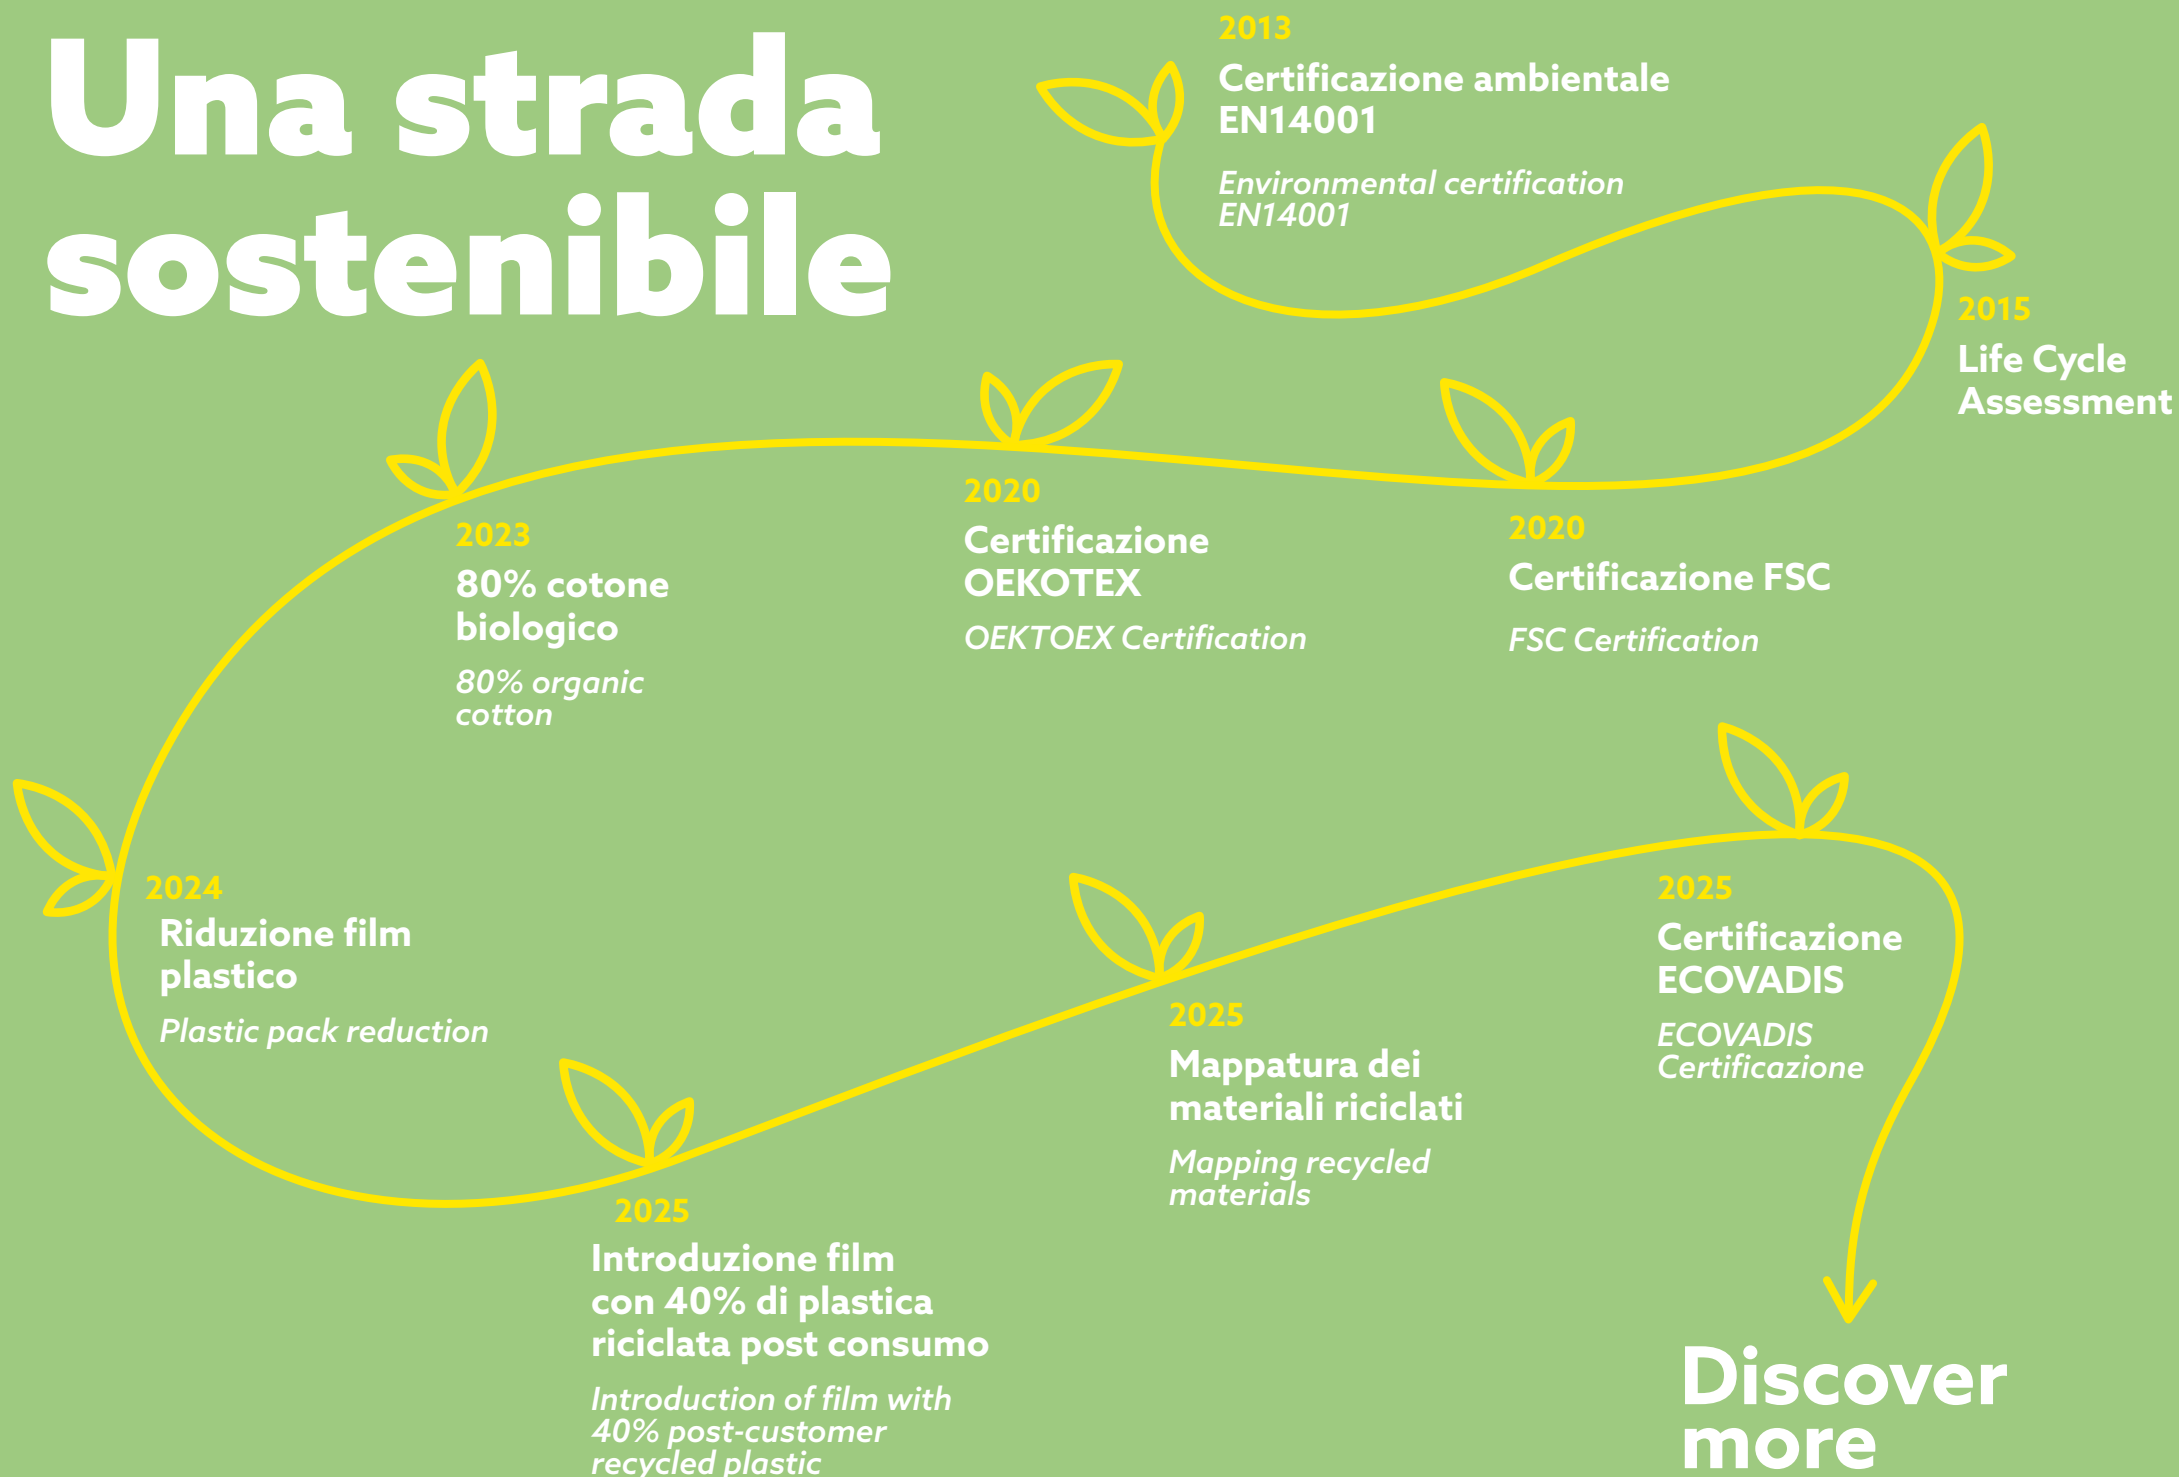 Una strada
sostenibile
2013
Certificazione ambientale
EN14001
Environmental certification
EN14001
2015
Life Cycle
Assessment
2020
Certificazione FSC
FSC Certification
2020
Certificazione
OEKOTEX
OEKTOEX Certification
2023
80% cotone
biologico
80% organic
cotton
2024
Riduzione film
plastico
Plastic pack reduction
2025
Introduzione film
con 40% di plastica
riciclata post consumo
Introduction of film with
40% post-customer
recycled plastic
2025
Mappatura dei
materiali riciclati
Mapping recycled
materials
2025
Certificazione
ECOVADIS
ECOVADIS
Certificazione
Discover
more